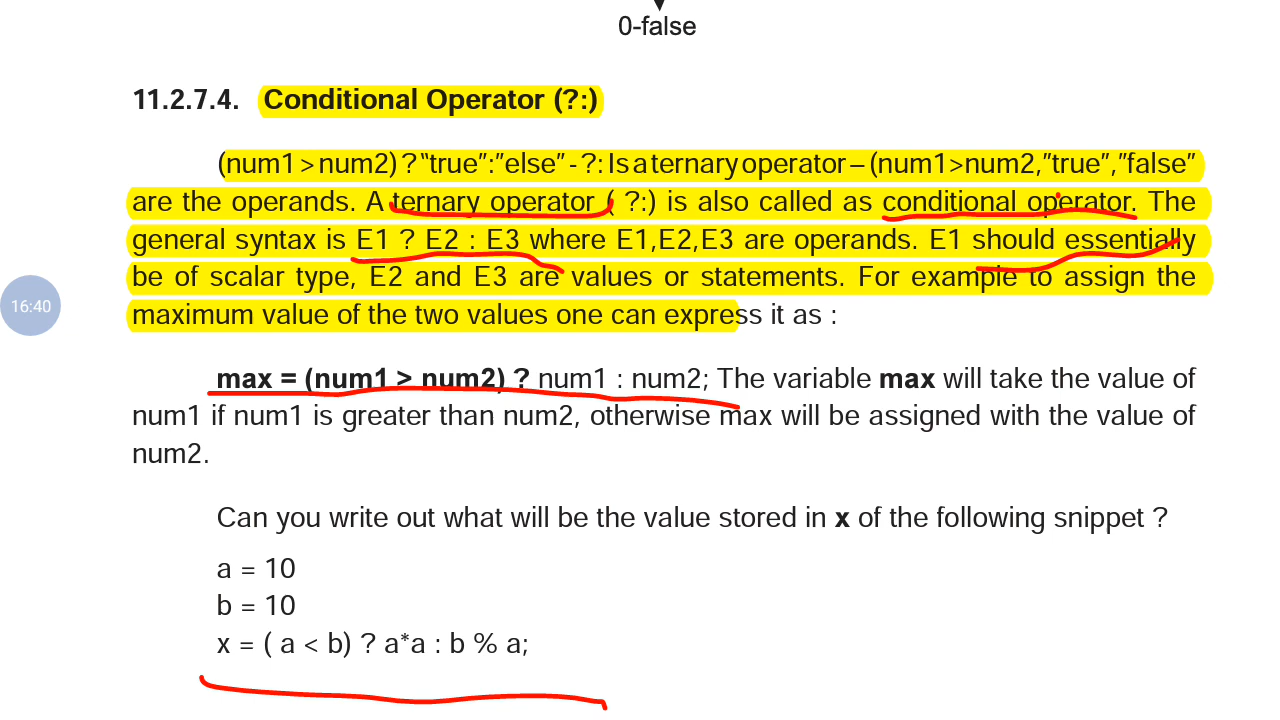 0-false
11.2.7.4. Conditional Operator (?:)
(num1 > num2) ? “true”:”else” - ?: Is a ternary operator – (num1>num2,”true”,”false”
are the operands. A ternary operator ( ?:) is also called as conditional operator. The
general syntax is E1 ? E2 : E3 where E1,E2,E3 are operands. E1 should essentially
be of scalar type, E2 and E3 are values or statements. For example to assign the
maximum value of the two values one can express it as :
16:40
max = (num1 > num2) ? num1 : num2; The variable max will take the value of
num1 if num1 is greater than num2, otherwise max will be assigned with the value of
num2.
Can you write out what will be the value stored in x of the following snippet ?
a = 10
b = 10
x = ( a < b) ? a*a : b % a;